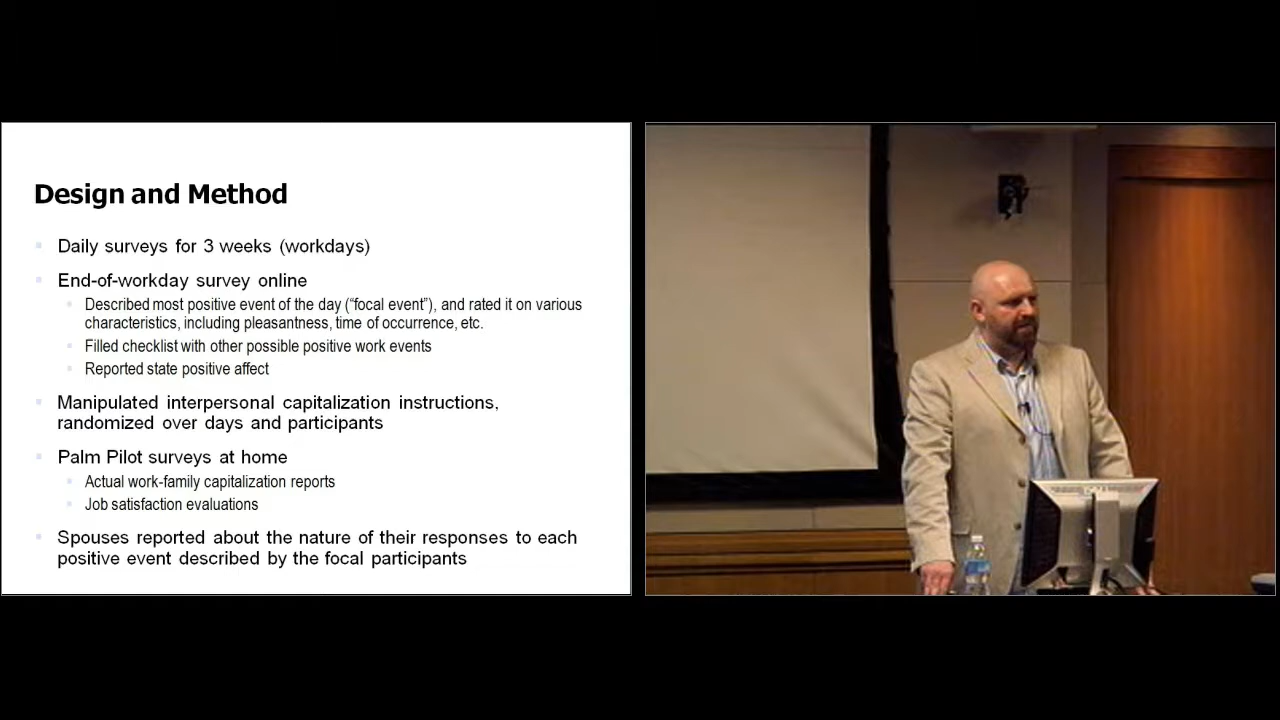 Design and Method
Daily surveys for 3 weeks (workdays)
End-of-workday survey online
Described most positive event of the day (“focal event”), and rated it on various
characteristics, including pleasantness, time of occurrence, etc.
Filled checklist with other possible positive work events
Reported state positive affect
Manipulated interpersonal capitalization instructions,
randomized over days and participants
Palm Pilot surveys at home
Actual work-family capitalization reports
Job satisfaction evaluations
Spouses reported about the nature of their responses to each
positive event described by the focal participants